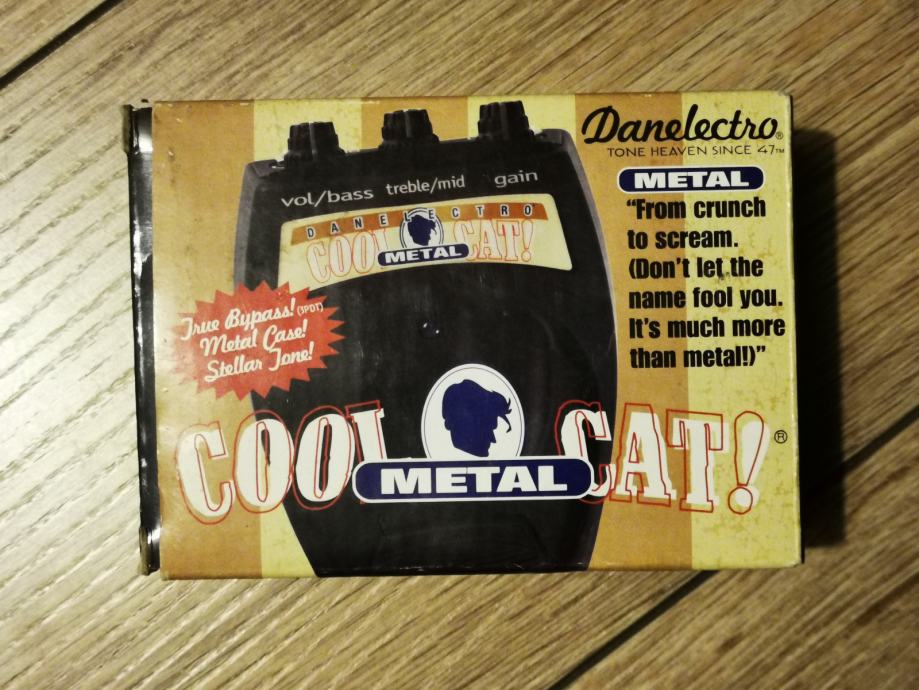 Danelectro®
TONE HEAVEN SINCE '47™
METAL
“From crunch
to scream.
(Don't let the
name fool you.
It's much more
than metal!)”
vol/bass treble/mid gain
DANELECTRO
COOL CAT!
METAL
True Bypass! (3PDT)
Metal Case!
Stellar Tone!
COOL CAT!®
METAL